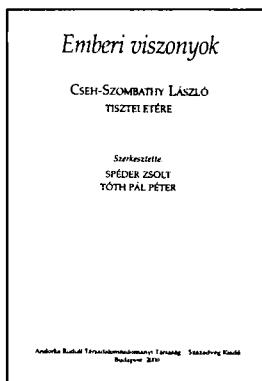 Emberi viszonyok
CSEH-SZOMBATHY LÁSZLÓ
TISZTELETÉRE
Szerkesztette
SPÉDER ZSOLT
TÓTH PÁL PÉTER
Andorka Rudolf Társadalomtudományi Társaság Századvég Kiadó
Budapest